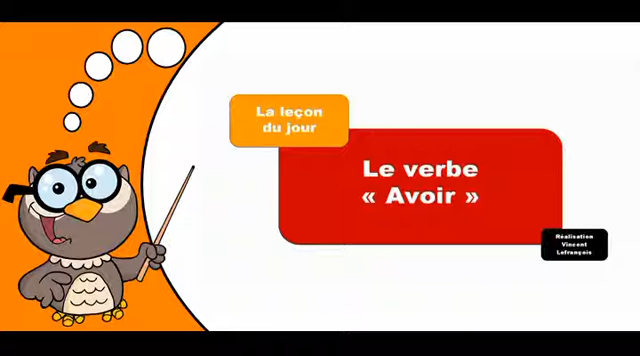 La leçon
du jour
Le verbe
« Avoir »
Réalisation
Vincent
Lefrançois